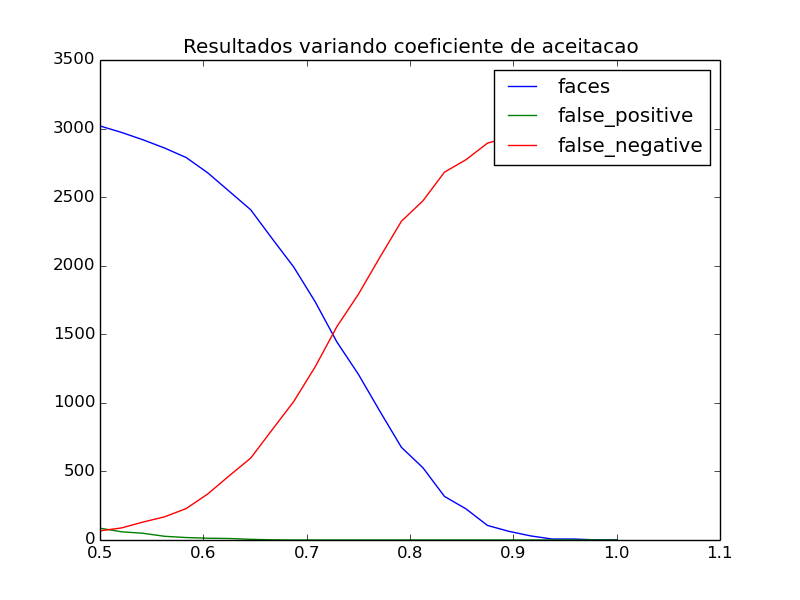 Resultados variando coeficiente de aceitacao
faces
false_positive
false_negative
3500
3000
2500
2000
1500
1000
500
0
0.5 0.6 0.7 0.8 0.9 1.0 1.1